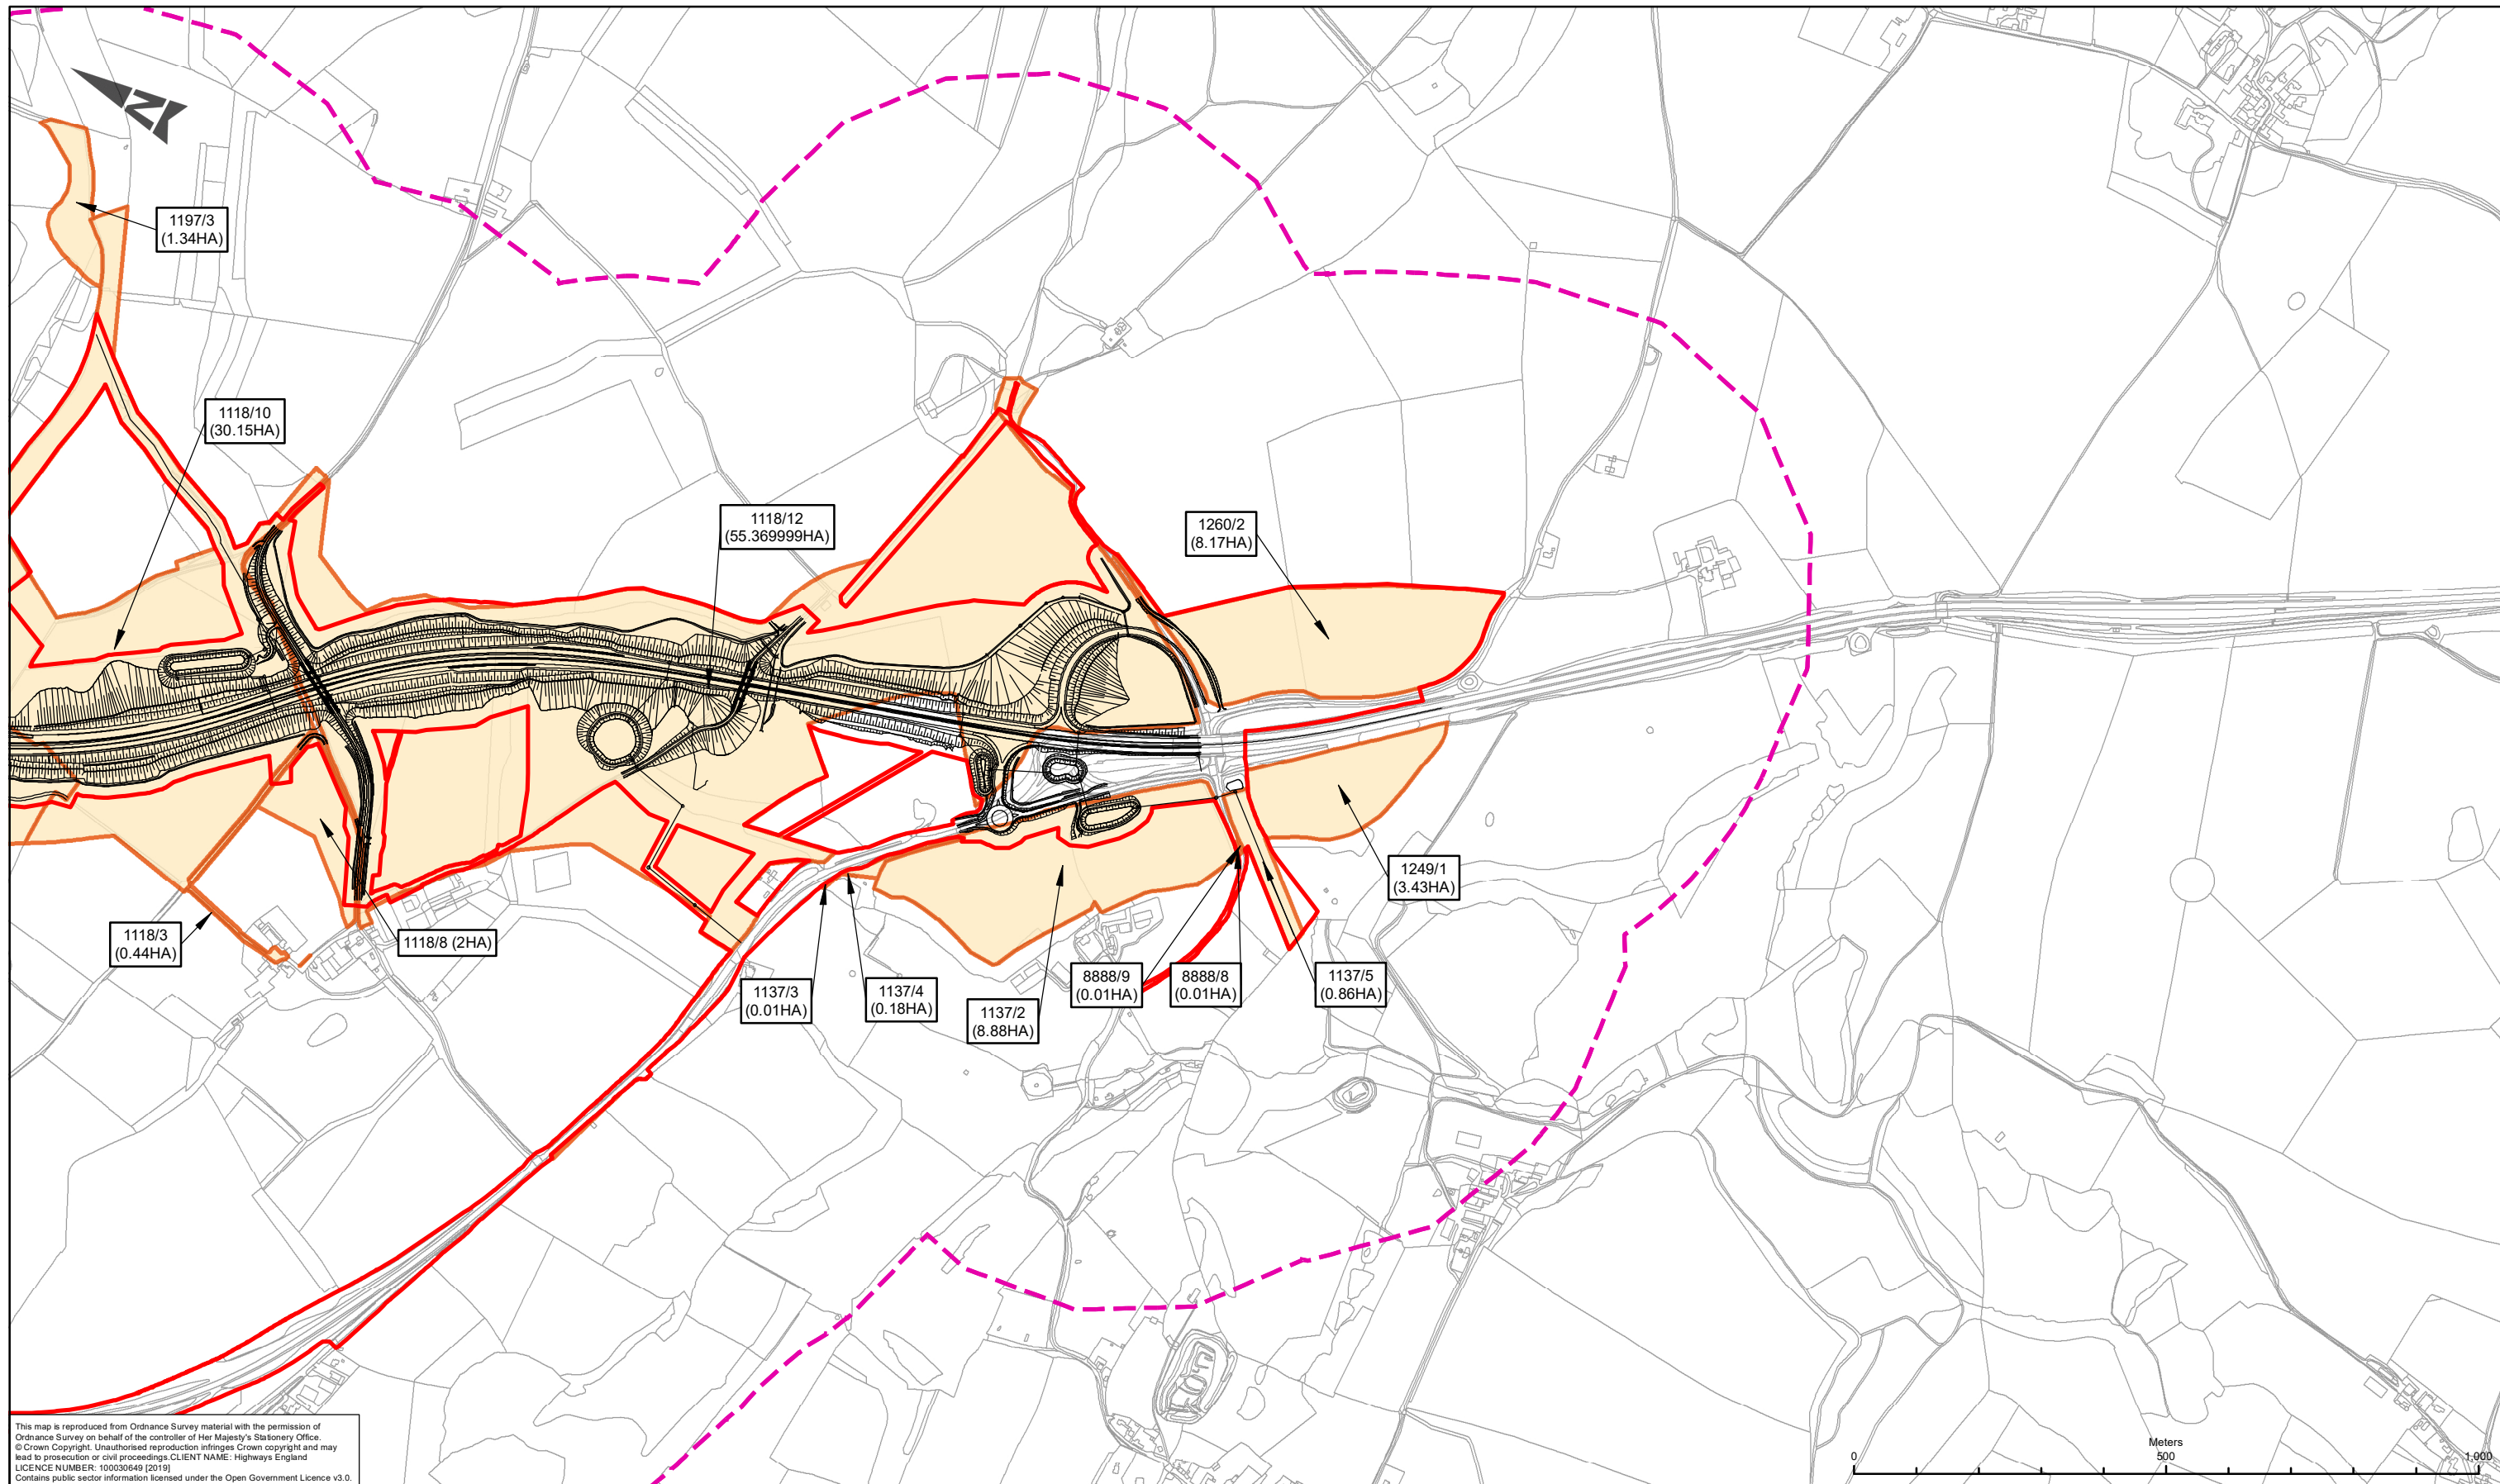 N
1197/3
(1.34HA)
1118/10
(30.15HA)
1118/12
(55.369999HA)
1260/2
(8.17HA)
1249/1
(3.43HA)
1118/3
(0.44HA)
1118/8 (2HA)
1137/3
(0.01HA)
1137/4
(0.18HA)
1137/2
(8.88HA)
8888/9
(0.01HA)
8888/8
(0.01HA)
1137/5
(0.86HA)
This map is reproduced from Ordnance Survey material with the permission of
Ordnance Survey on behalf of the controller of Her Majesty's Stationery Office.
© Crown Copyright. Unauthorised reproduction infringes Crown copyright and may
lead to prosecution or civil proceedings.CLIENT NAME: Highways England
LICENCE NUMBER: 100030649 [2019]
Contains public sector information licensed under the Open Government Licence v3.0.
Meters
0 500 1,000